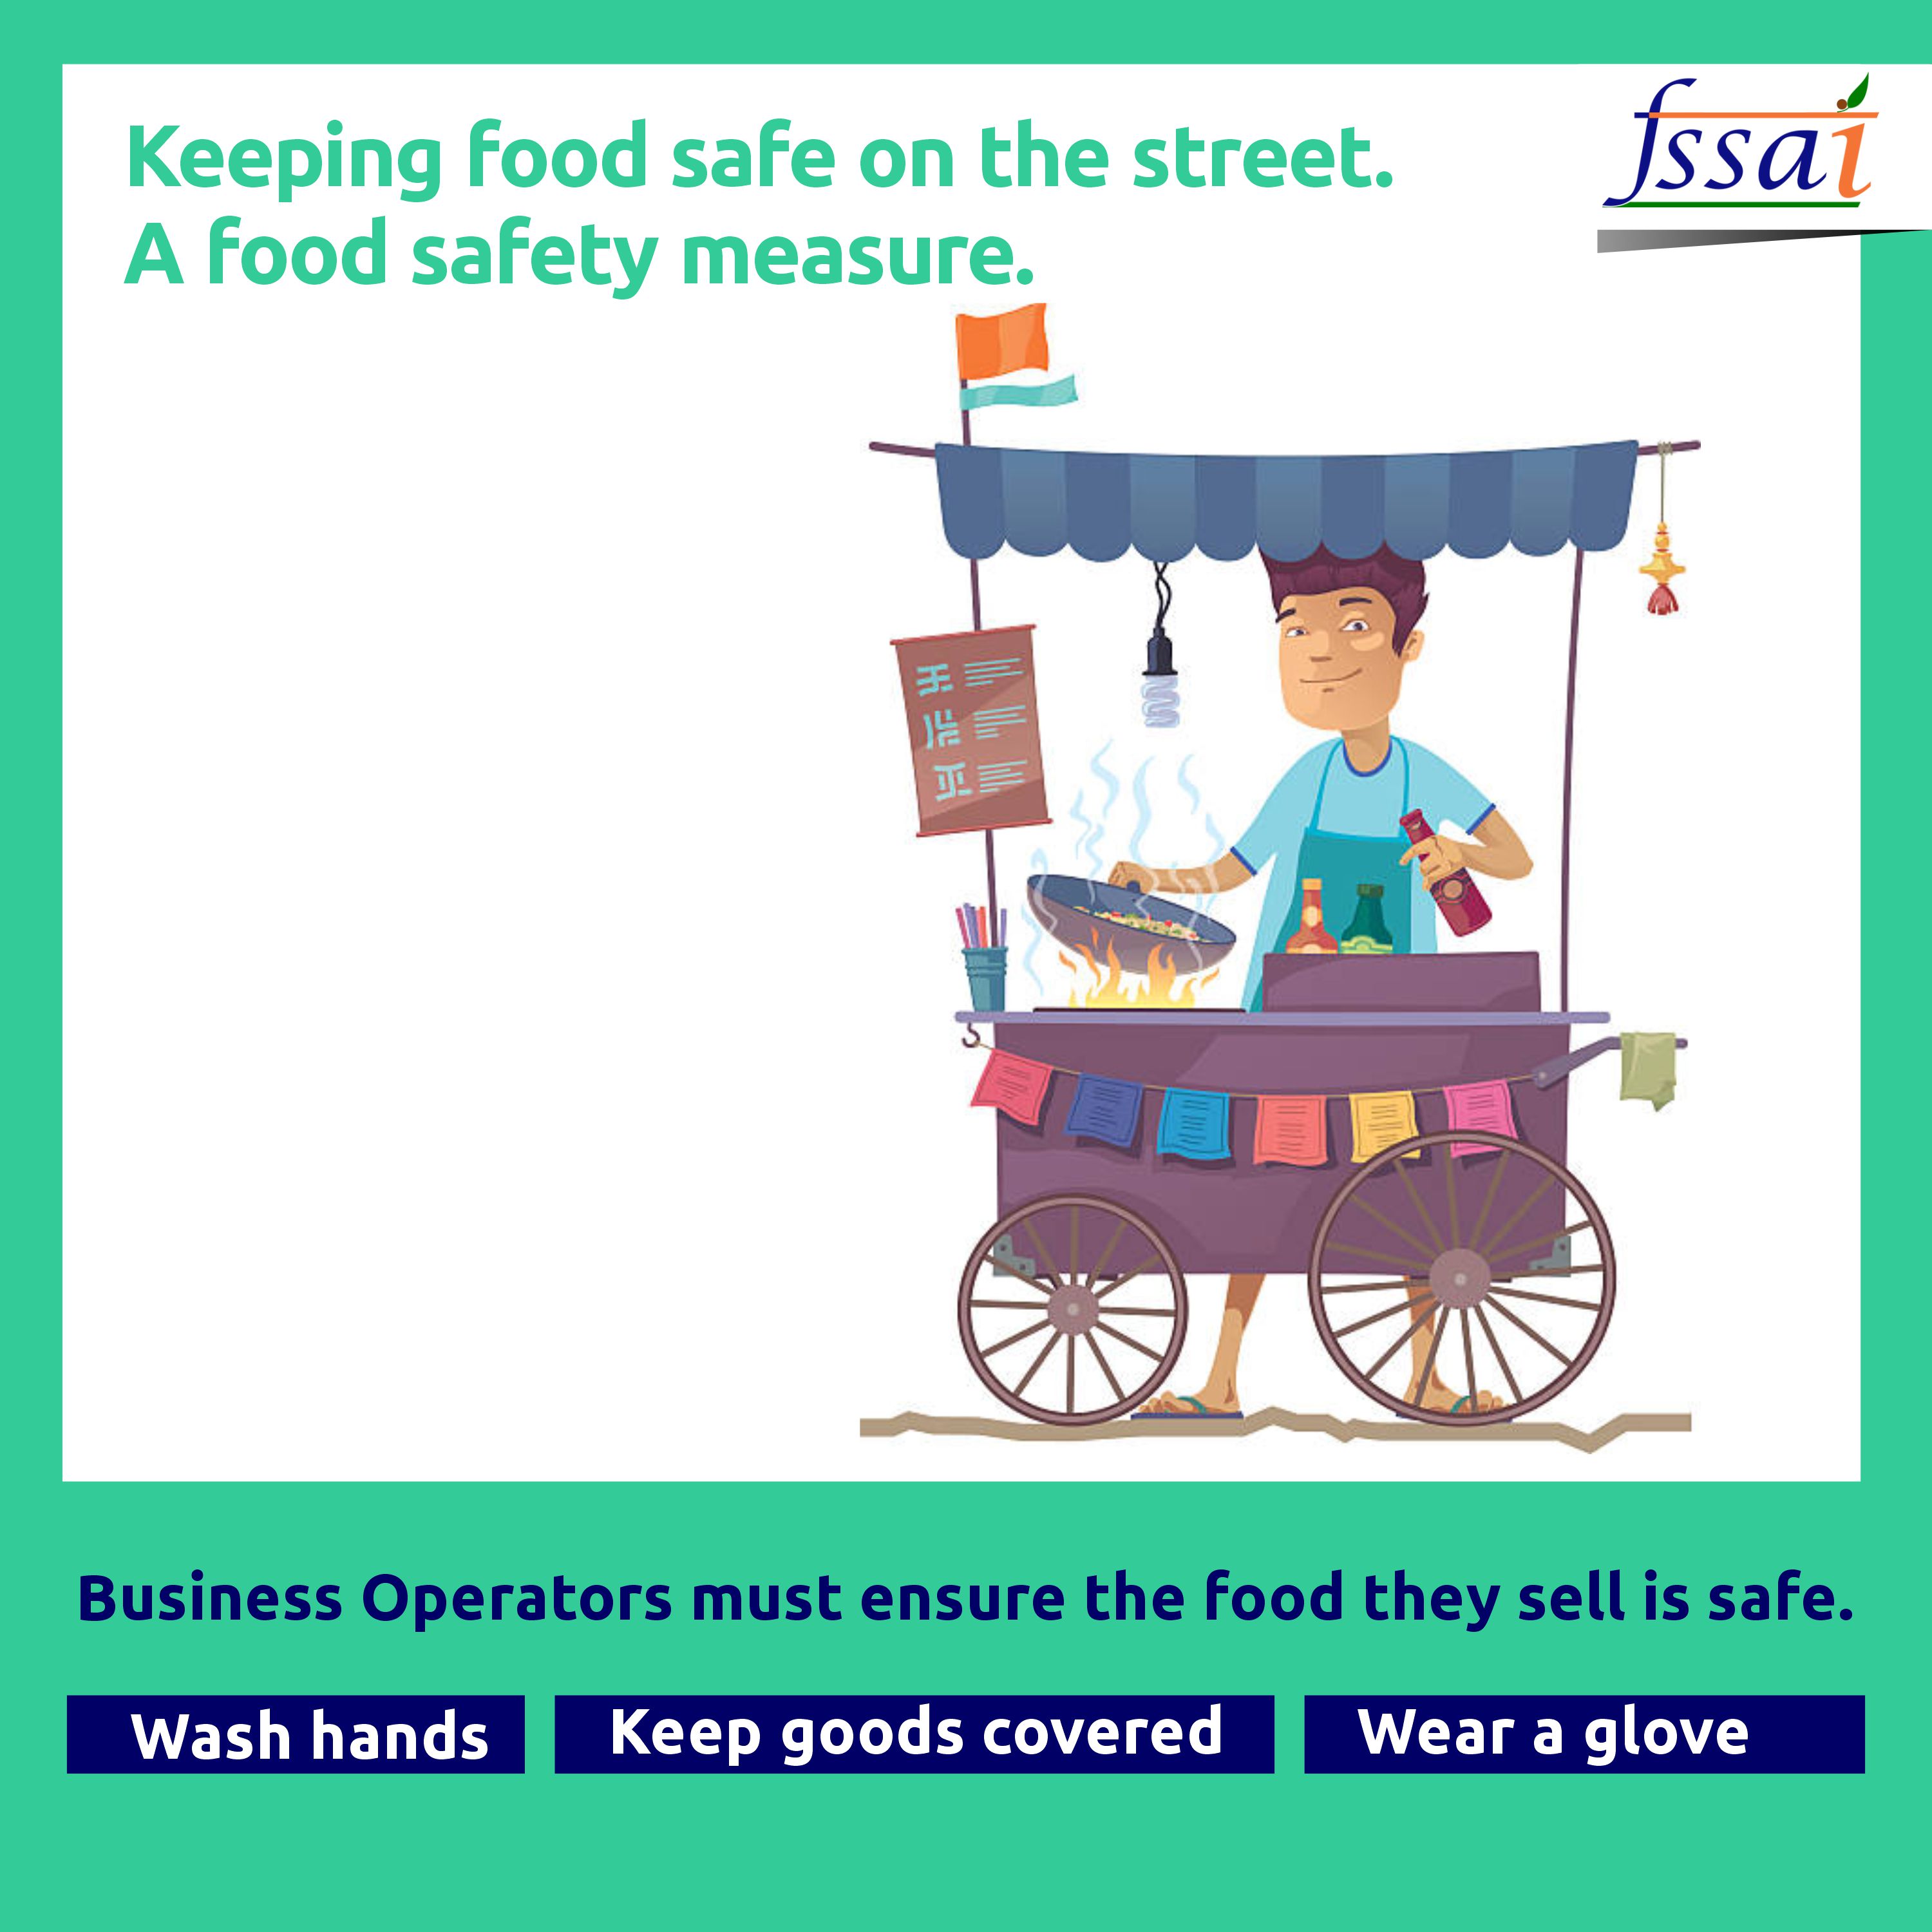 Keeping food safe on the street.
A food safety measure.
fssai
Business Operators must ensure the food they sell is safe.
Wash hands
Keep goods covered
Wear a glove